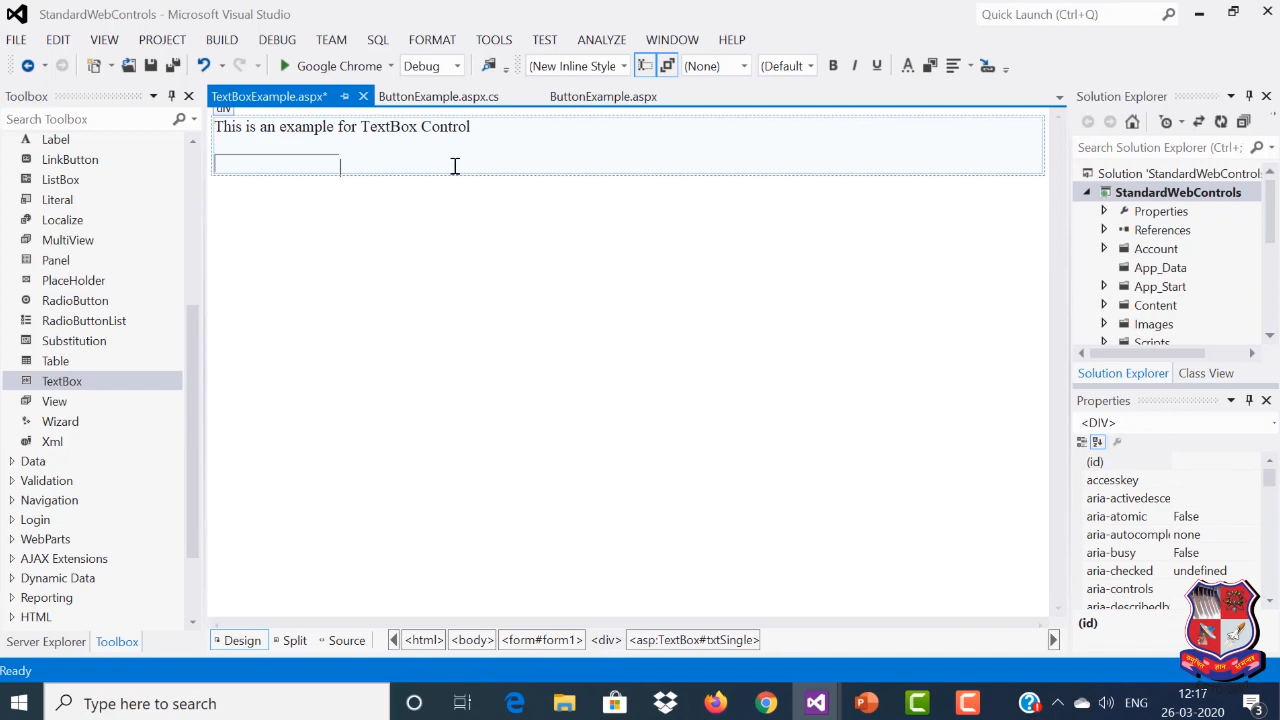 StandardWebControls - Microsoft Visual Studio
Quick Launch (Ctrl+Q)
FILE EDIT VIEW PROJECT BUILD DEBUG TEAM SQL FORMAT TOOLS TEST ANALYZE WINDOW HELP
Google Chrome Debug (New Inline Style (None) (Default B I U A
Toolbox
Search Toolbox
Label
LinkButton
ListBox
Literal
Localize
MultiView
Panel
PlaceHolder
RadioButton
RadioButtonList
Substitution
Table
TextBox
View
Wizard
Xml
Data
Validation
Navigation
Login
WebParts
AJAX Extensions
Dynamic Data
Reporting
HTML
Server Explorer Toolbox
TextBoxExample.aspx* ButtonExample.aspx.cs ButtonExample.aspx
div
This is an example for TextBox Control
Design Split Source <html> <body> <form#form1> <div> <asp:TextBox#txtSingle>
Solution Explorer
Search Solution Explorer (Ctrl+;
Solution 'StandardWebControl
StandardWebControls
Properties
References
Account
App_Data
App_Start
Content
Images
Scripts
Solution Explorer Class View
Properties
<DIV>
(id)
accesskey
aria-activedesce
aria-atomic False
aria-autocomple none
aria-busy False
aria-checked undefined
aria-controls
aria-describedb
(id)
Ready
Type here to search
ENG
12:17
26-03-2020
3